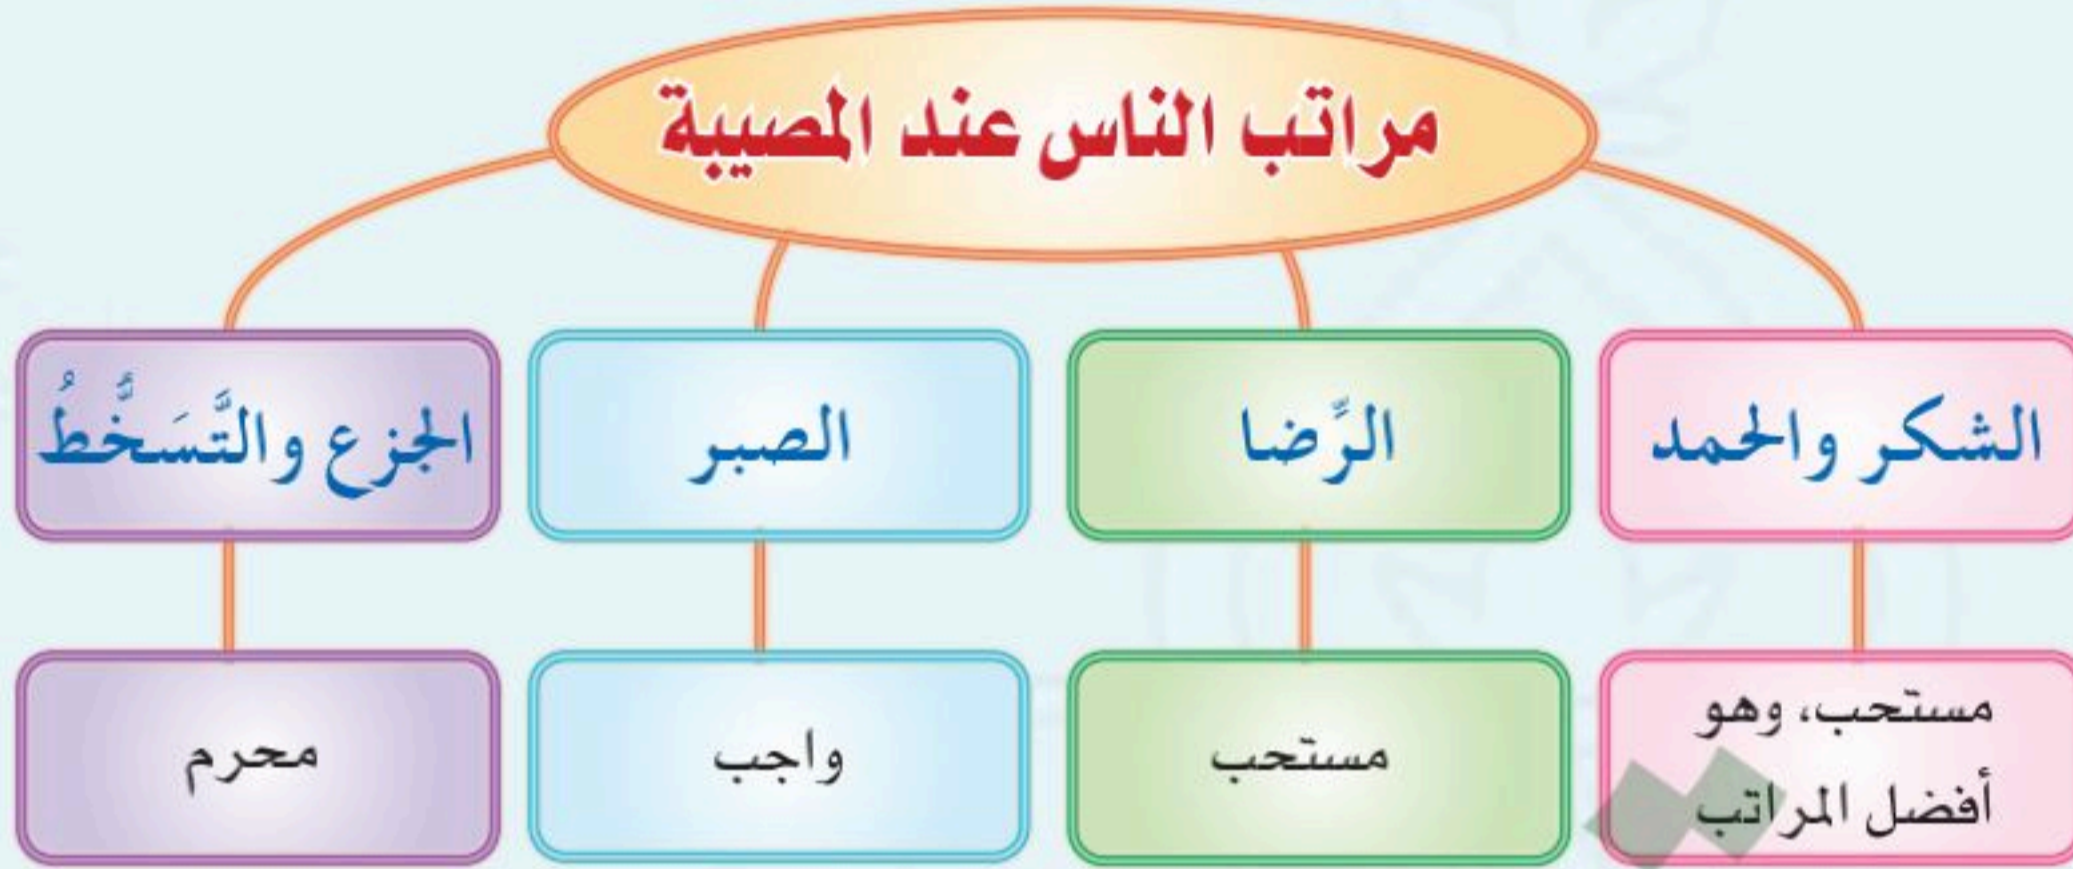 مراتب الناس عند المصيبة
الشكر والحمد
الرِّضا
الصبر
الجزع والتَّسَخُّطُ
مستحب، وهو
أفضل المراتب
مستحب
واجب
محرم